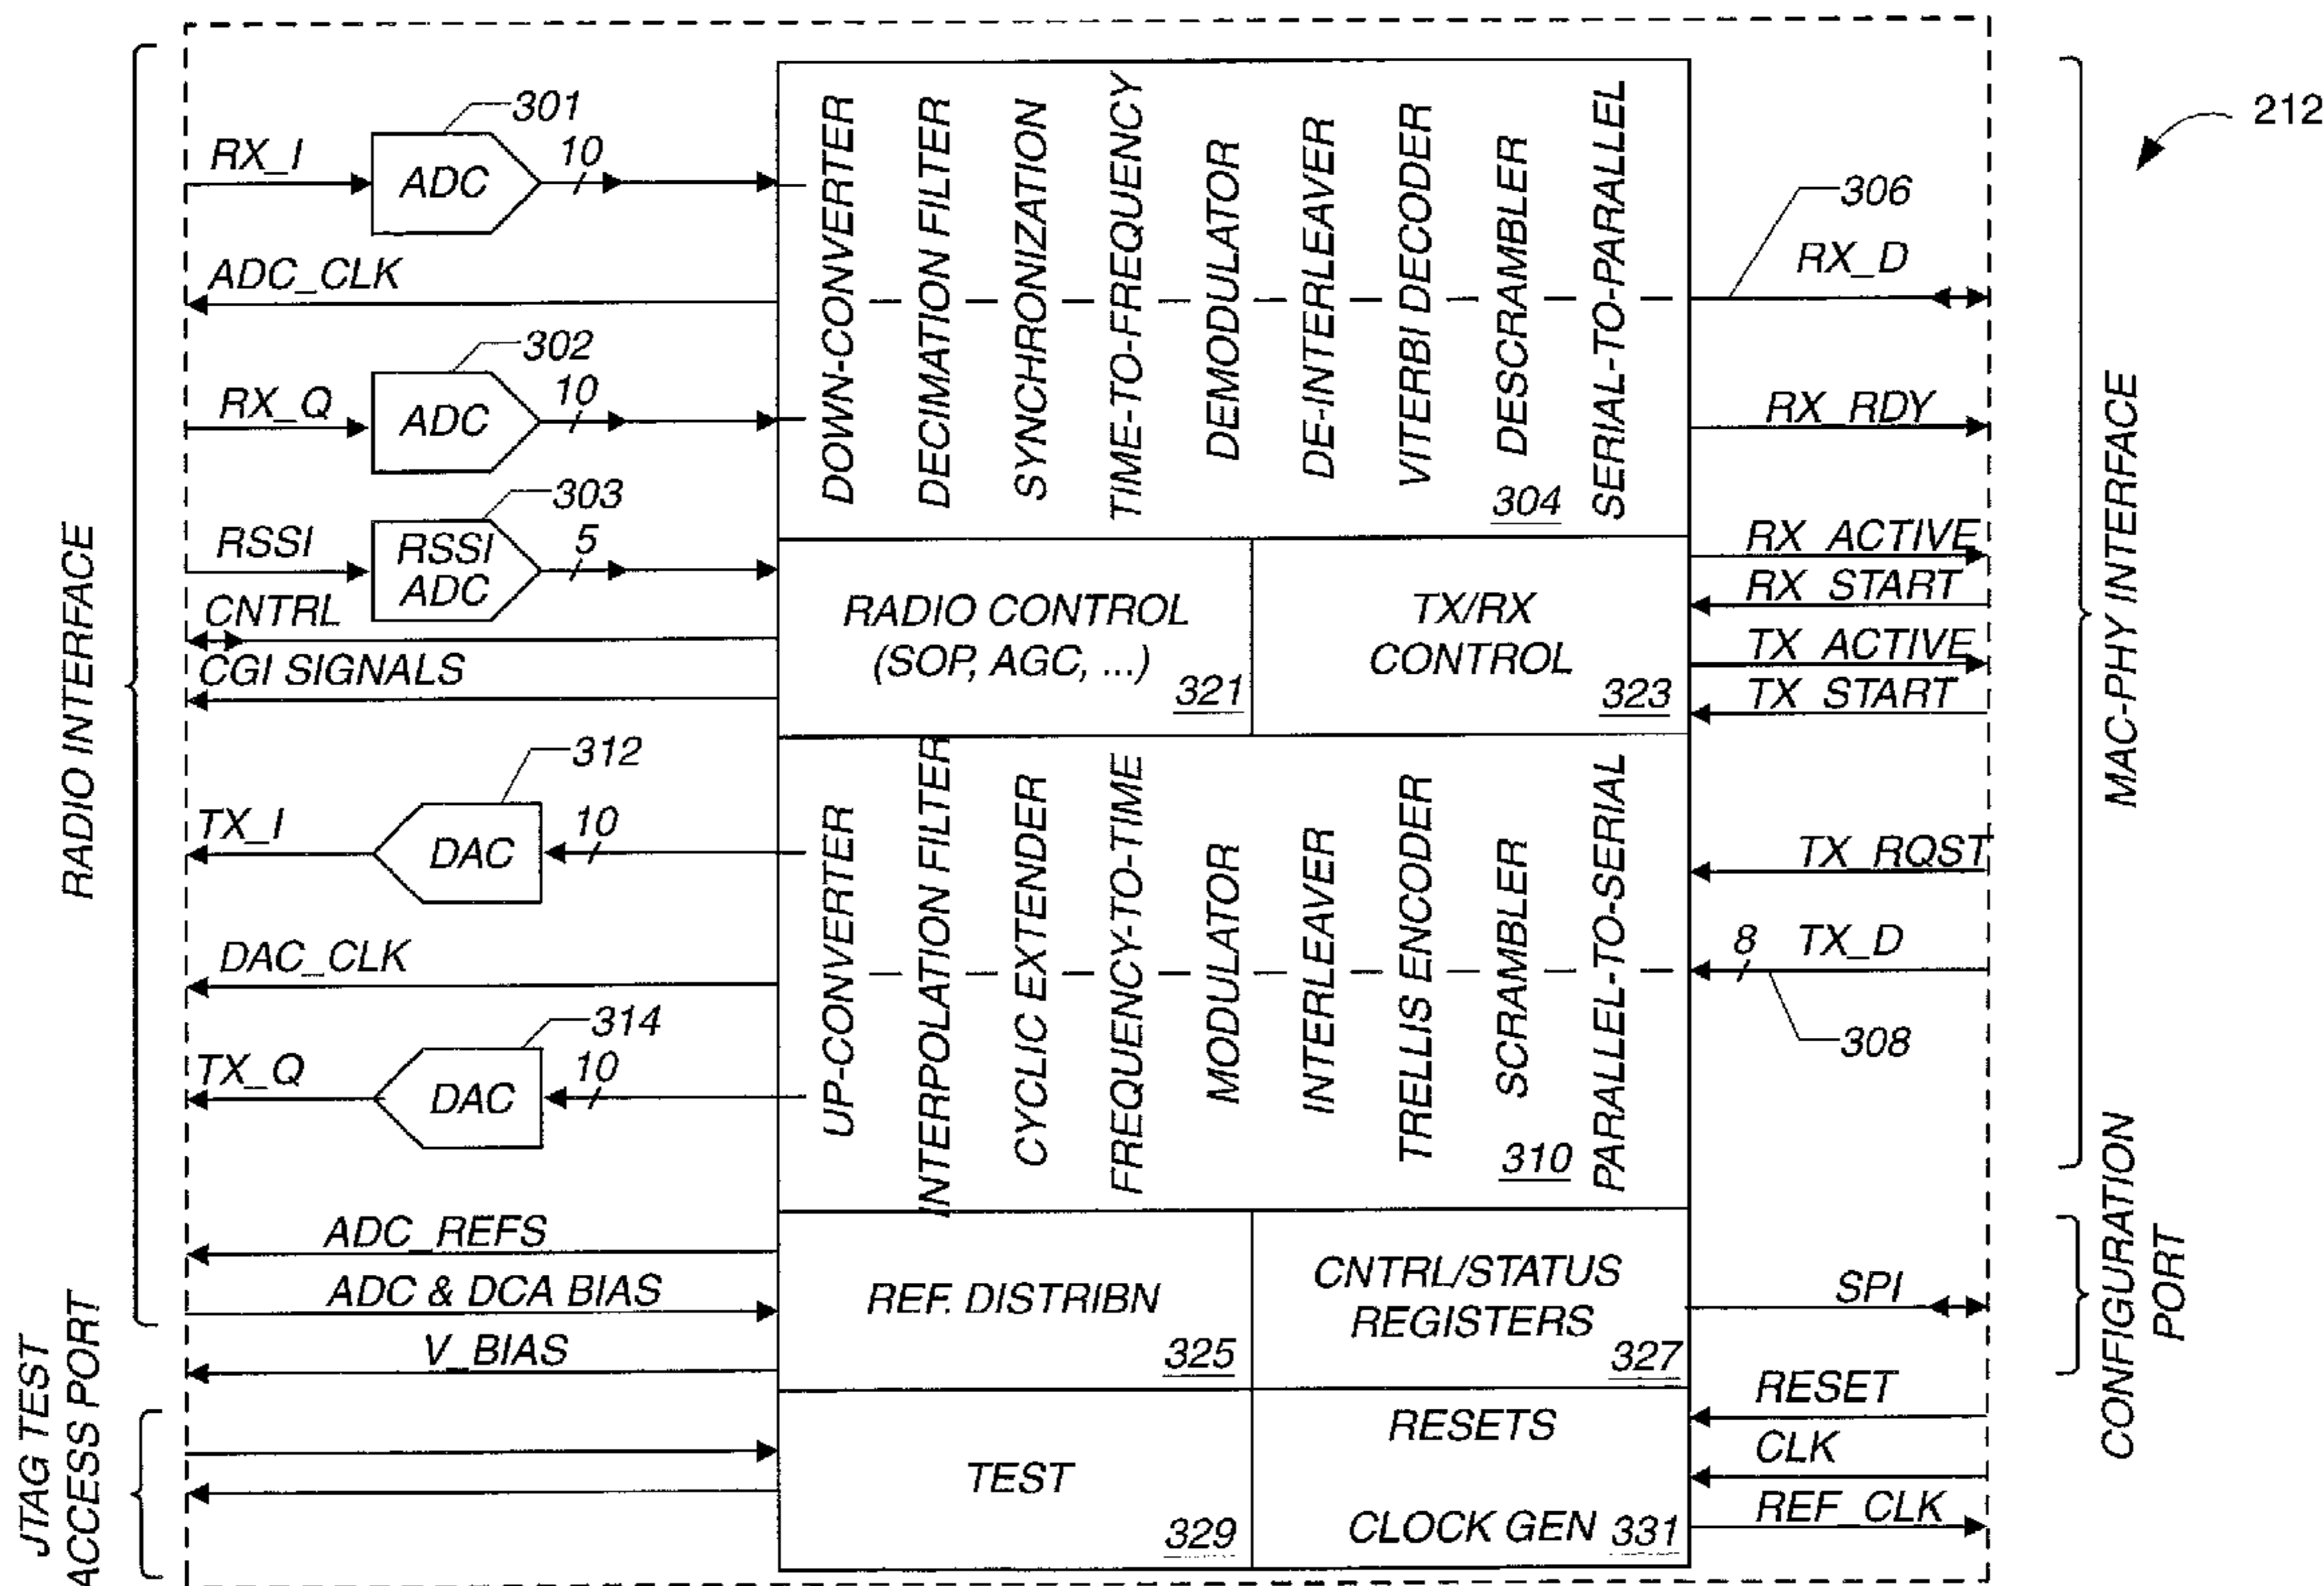 212
RADIO INTERFACE
RX_I
301
ADC
10
ADC_CLK
302
RX_Q
ADC
10
303
RSSI
RSSI
ADC
5
CNTRL
CGI SIGNALS
312
TX_I
DAC
10
DAC_CLK
314
TX_Q
DAC
10
ADC_REFS
ADC & DCA BIAS
V_BIAS
JTAG TEST
ACCESS PORT
DOWN-CONVERTER
DECIMATION FILTER
SYNCHRONIZATION
TIME-TO-FREQUENCY
DEMODULATOR
DE-INTERLEAVER
VITERBI DECODER
DESCRAMBLER
SERIAL-TO-PARALLEL
304
RADIO CONTROL
(SOP, AGC, ...)
321
TX/RX
CONTROL
323
UP-CONVERTER
INTERPOLATION FILTER
CYCLIC EXTENDER
FREQUENCY-TO-TIME
MODULATOR
INTERLEAVER
TRELLIS ENCODER
SCRAMBLER
PARALLEL-TO-SERIAL
310
REF. DISTRIBN
325
CNTRL/STATUS
REGISTERS
327
TEST
329
RESETS
CLOCK GEN 331
306
RX_D
RX_RDY
RX_ACTIVE
RX_START
TX_ACTIVE
TX_START
TX_RQST
8
TX_D
308
SPI
RESET
CLK
REF_CLK
MAC-PHY INTERFACE
CONFIGURATION
PORT